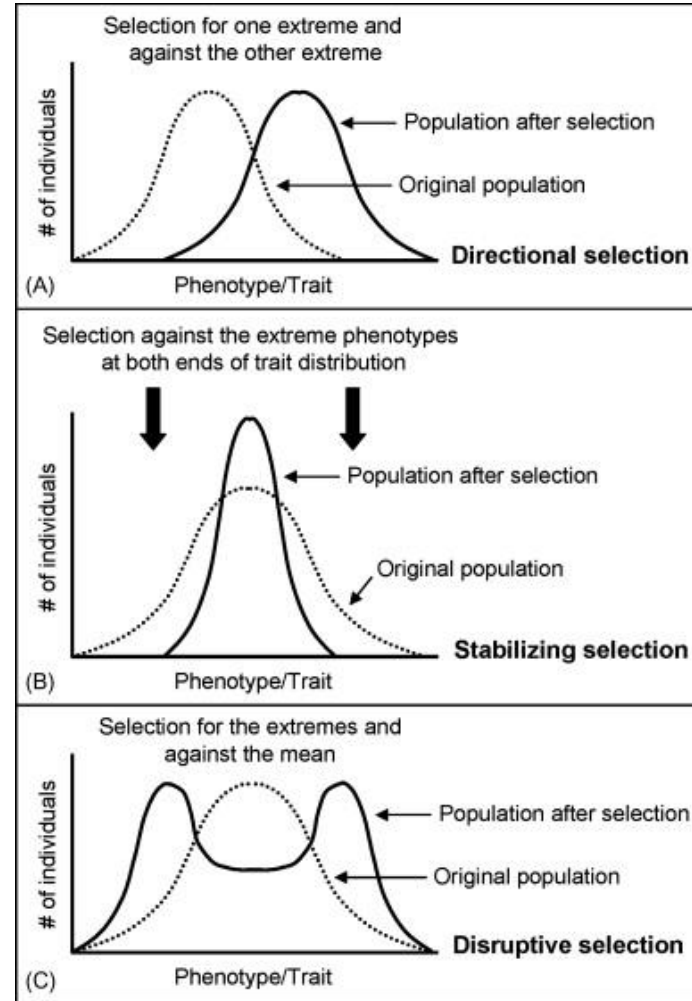 Selection for one extreme and
against the other extreme
# of individuals
Population after selection
Original population
Directional selection
(A)
Phenotype/Trait
Selection against the extreme phenotypes
at both ends of trait distribution
# of individuals
Population after selection
Original population
Stabilizing selection
(B)
Phenotype/Trait
Selection for the extremes and
against the mean
# of individuals
Population after selection
Original population
Disruptive selection
(C)
Phenotype/Trait